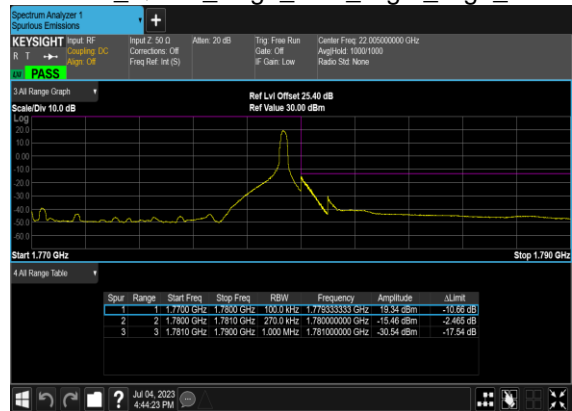 Spectrum Analyzer 1
Spurious Emissions
+
KEYSIGHT Input: RF Input Z: 50 Ω Atten: 20 dB Trig: Free Run Center Freq: 22.005000000 GHz
R T Coupling: DC Corrections: Off Gate: Off Avg|Hold: 1000/1000
Align: Off Freq Ref: Int (S) IF Gain: Low Radio Std: None
PASS
3 All Range Graph
Ref Lvl Offset 25.40 dB
Scale/Div 10.0 dB Ref Value 30.00 dBm
Log
20.0
10.0
0.00
-10.0
-20.0
-30.0
-40.0
-50.0
-60.0
Start 1.770 GHz Stop 1.790 GHz
4 All Range Table
Spur Range Start Freq Stop Freq RBW Frequency Amplitude ΔLimit
1 1 1.7700 GHz 1.7800 GHz 100.0 kHz 1.779333333 GHz 19.34 dBm -10.66 dB
2 2 1.7800 GHz 1.7810 GHz 270.0 kHz 1.780000000 GHz -15.46 dBm -2.465 dB
3 3 1.7810 GHz 1.7900 GHz 1.000 MHz 1.781000000 GHz -30.54 dBm -17.54 dB
? Jul 04, 2023
4:44:23 PM